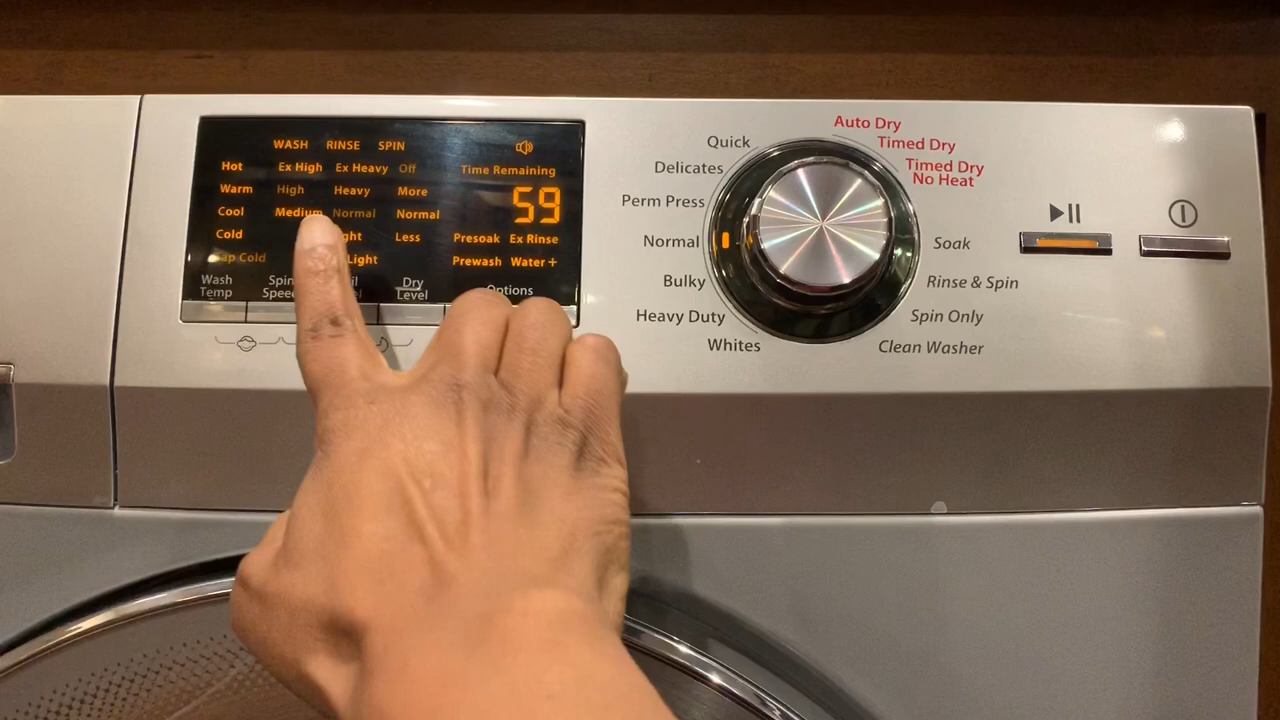 WASH RINSE SPIN
Hot Ex High Ex Heavy Off Time Remaining
Warm High Heavy More 59
Cool Medium Normal Normal
Cold Less Presoak Ex Rinse
Cold Light Prewash Water+
Wash Temp
Dry Level
Options
Auto Dry
Timed Dry
Timed Dry
No Heat
Quick
Delicates
Perm Press
Normal
Bulky
Heavy Duty
Whites
Soak
Rinse & Spin
Spin Only
Clean Washer